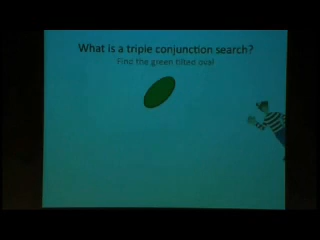 What is a triple conjunction search?
Find the green tilted oval